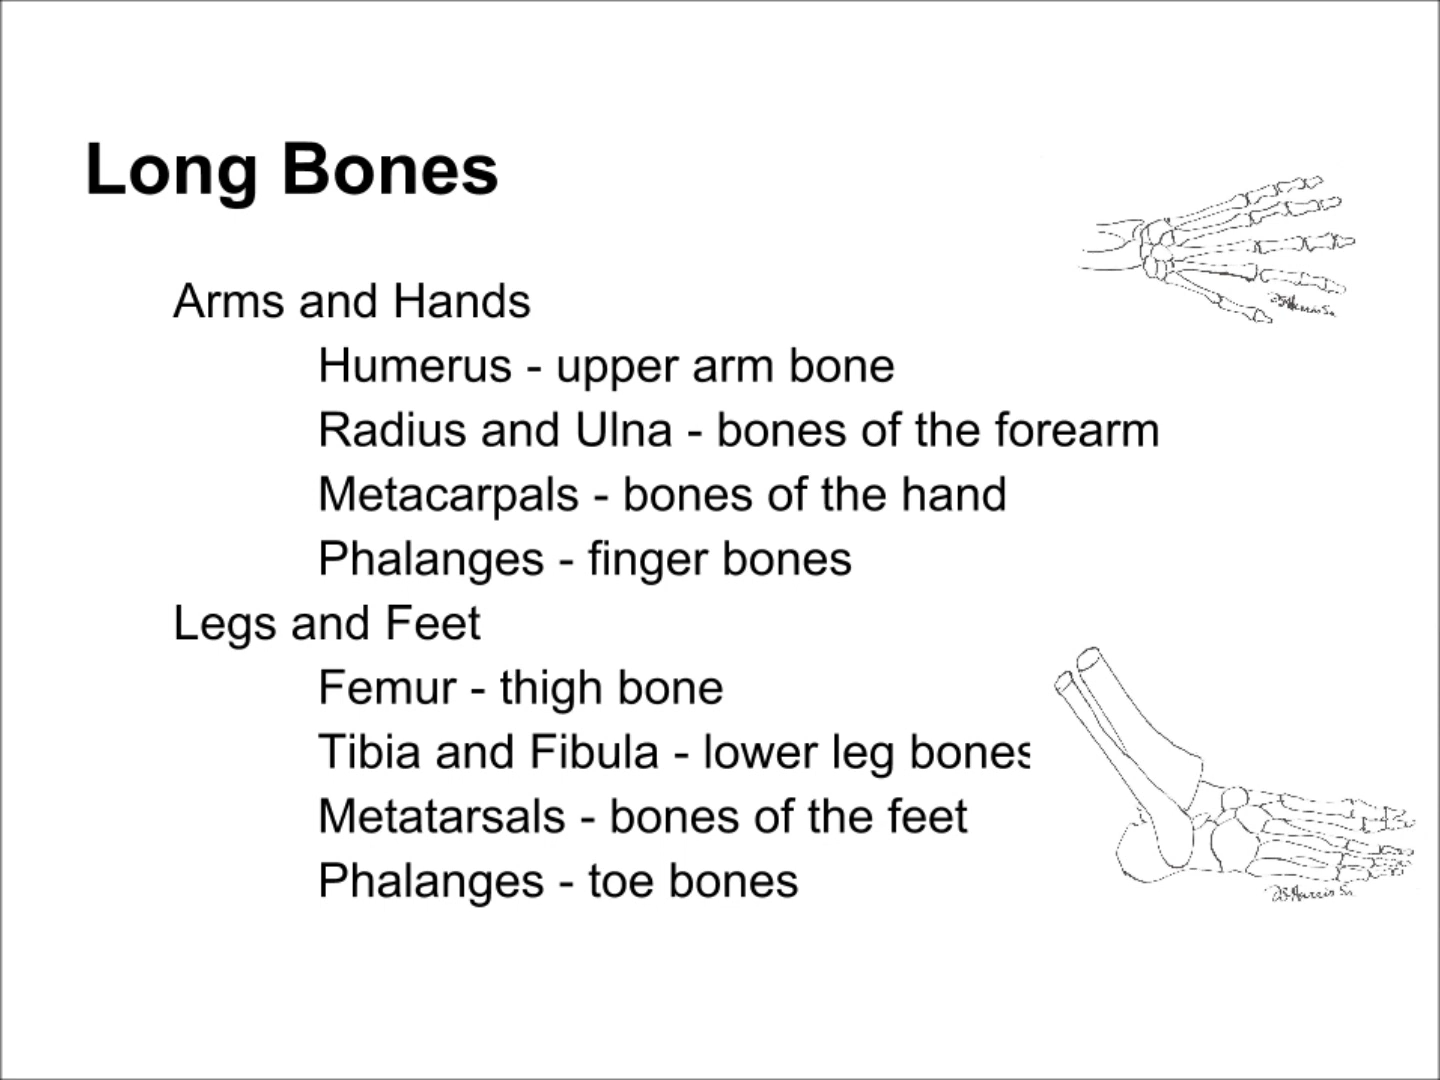 Long Bones
Arms and Hands
Humerus - upper arm bone
Radius and Ulna - bones of the forearm
Metacarpals - bones of the hand
Phalanges - finger bones
Legs and Feet
Femur - thigh bone
Tibia and Fibula - lower leg bones
Metatarsals - bones of the feet
Phalanges - toe bones